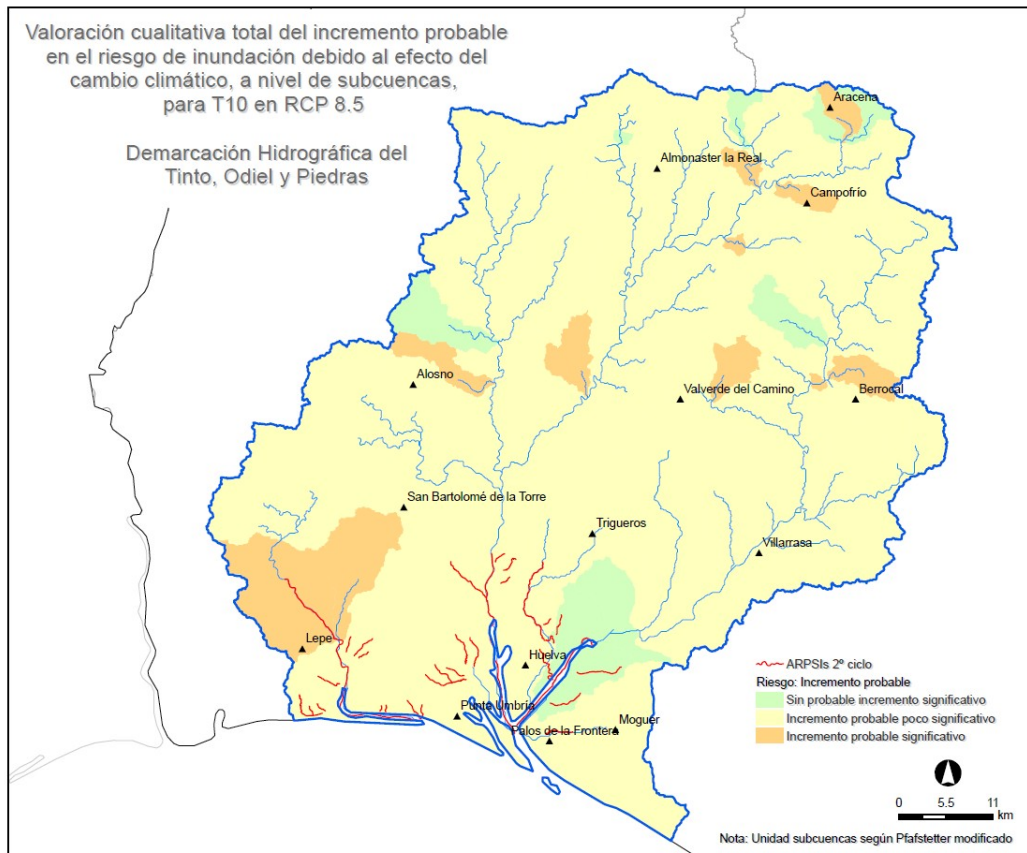 Valoración cualitativa total del incremento probable
en el riesgo de inundación debido al efecto del
cambio climático, a nivel de subcuencas,
para T10 en RCP 8.5
Demarcación Hidrográfica del
Tinto, Odiel y Piedras
Aracena
Almonaster la Real
Campofrío
Alosno
Valverde del Camino
Berrocal
San Bartolomé de la Torre
Trigueros
Villarrasa
Lepe
Huelva
Punta Umbría
Moguer
Palos de la Frontera
ARPSIs 2º ciclo
Riesgo: Incremento probable
Sin probable incremento significativo
Incremento probable poco significativo
Incremento probable significativo
0 5.5 11
km
Nota: Unidad subcuencas según Pfafstetter modificado